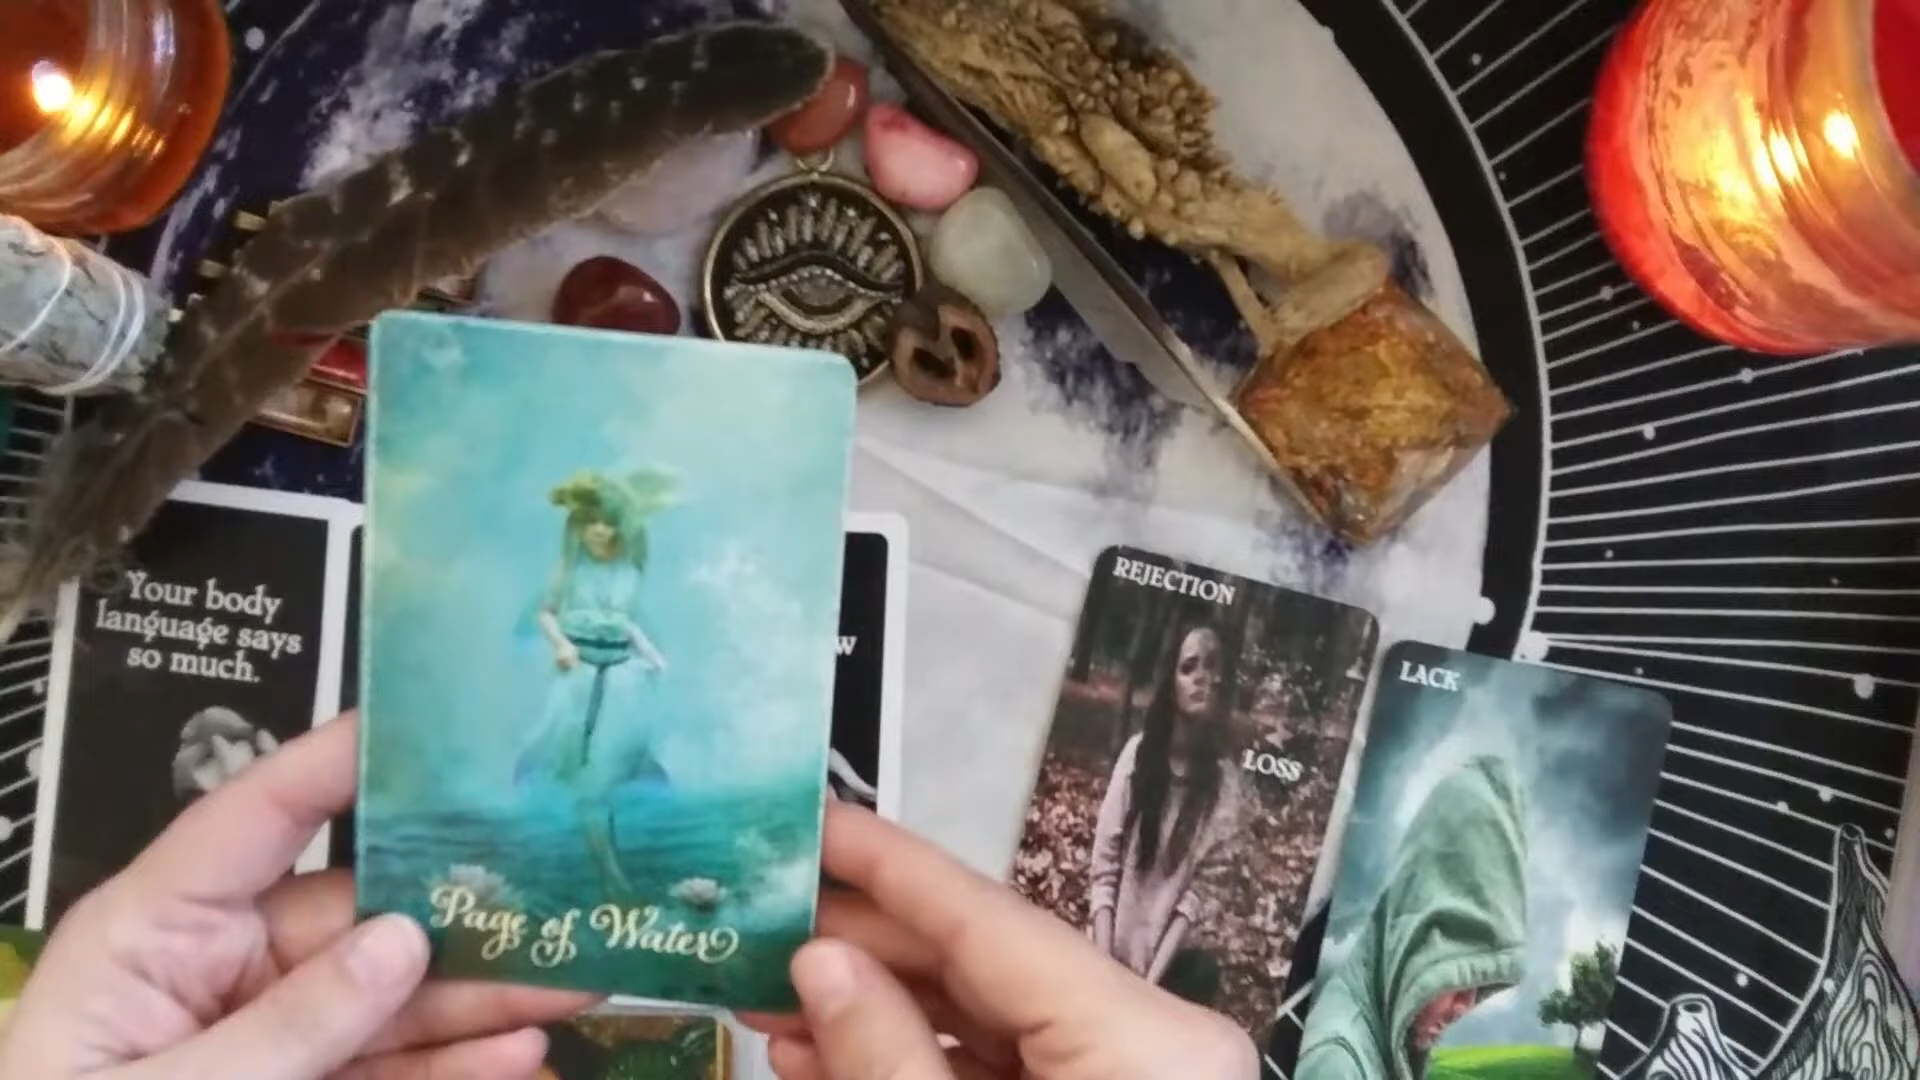 Your body
language says
so much.
W
Page of Water
REJECTION
LOSS
LACK